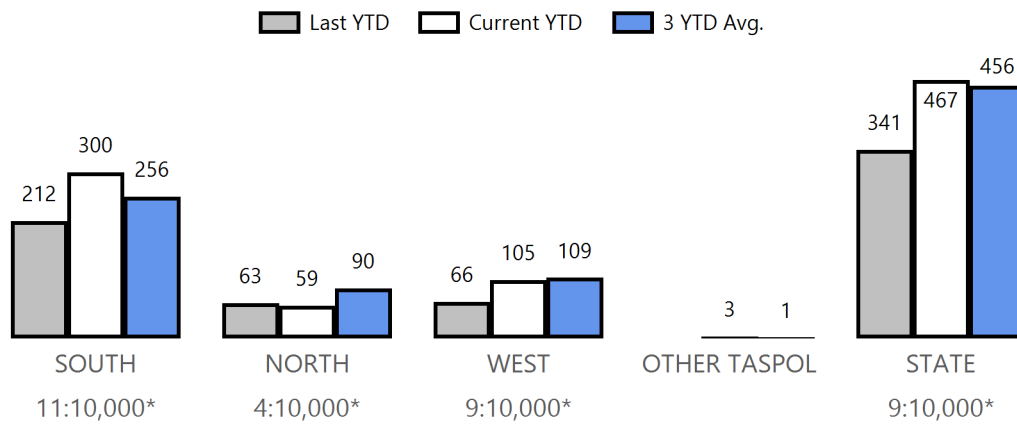 Last YTD Current YTD 3 YTD Avg.
212 300 256
63 59 90
66 105 109
3 1
341 467 456
SOUTH NORTH WEST OTHER TASPOL STATE
11:10,000* 4:10,000* 9:10,000* 9:10,000*